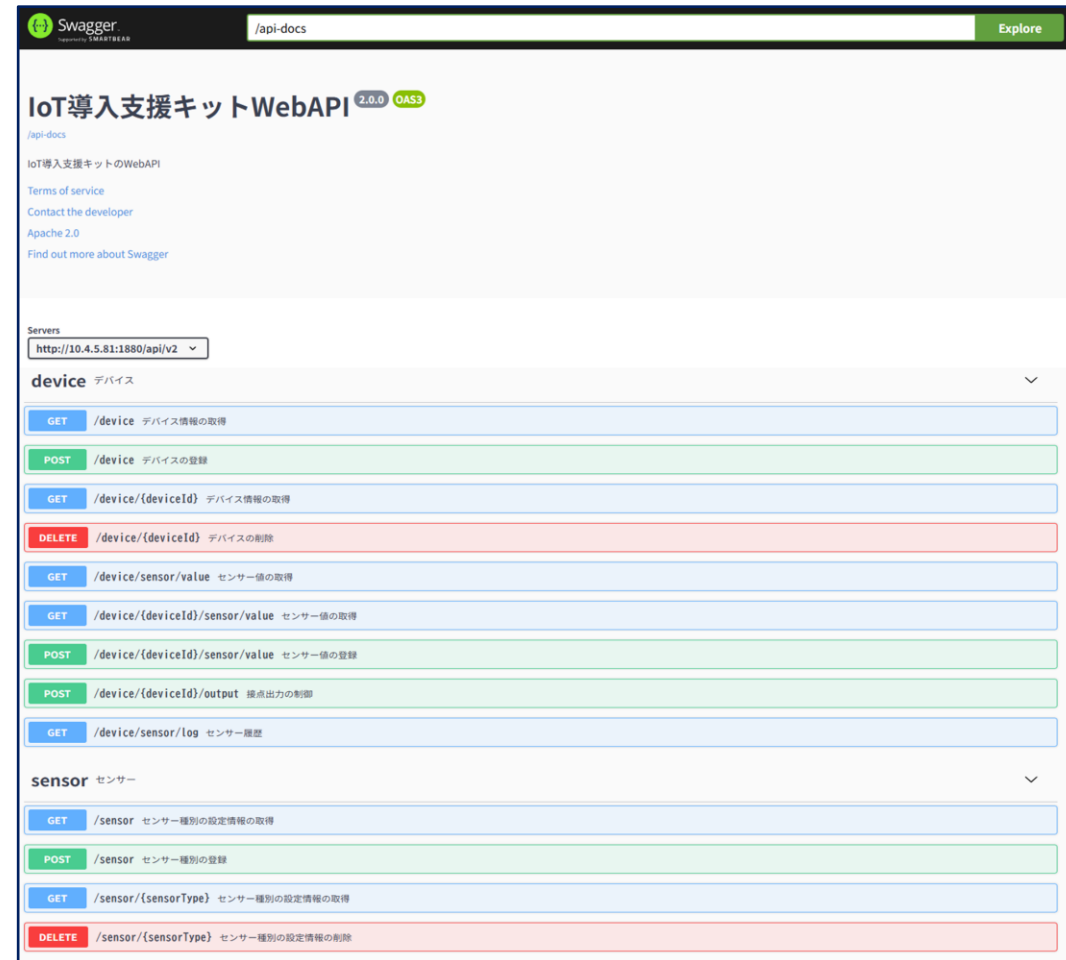 {··} Swagger. /api-docs Explore
Supported by SMARTBEAR
IoT導入支援キットWebAPI 2.0.0 OAS3
/api-docs
IoT導入支援キットのWebAPI
Terms of service
Contact the developer
Apache 2.0
Find out more about Swagger
Servers
http://10.4.5.81:1880/api/v2
device デバイス
GET /device デバイス情報の取得
POST /device デバイスの登録
GET /device/{deviceId} デバイス情報の取得
DELETE /device/{deviceId} デバイスの削除
GET /device/sensor/value センサー値の取得
GET /device/{deviceId}/sensor/value センサー値の取得
POST /device/{deviceId}/sensor/value センサー値の登録
POST /device/{deviceId}/output 接点出力の制御
GET /device/sensor/log センサー履歴
sensor センサー
GET /sensor センサー種別の設定情報の取得
POST /sensor センサー種別の登録
GET /sensor/{sensorType} センサー種別の設定情報の取得
DELETE /sensor/{sensorType} センサー種別の設定情報の削除